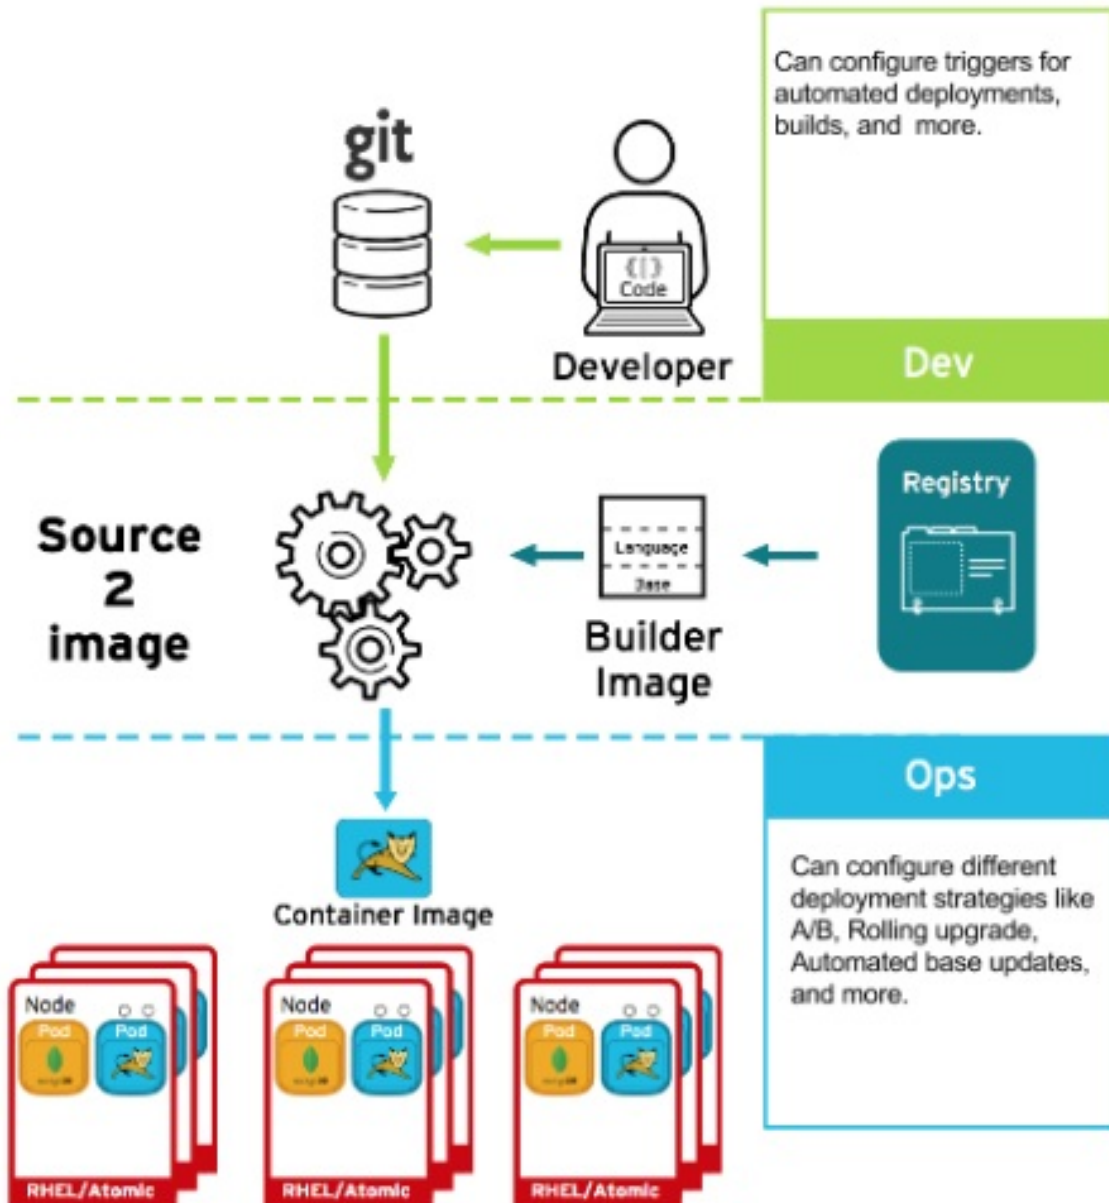 git
Can configure triggers for
automated deployments,
builds, and more.
{[}
Code
Developer
Dev
Source
2
image
Language
Base
Builder
Image
Registry
Ops
Container Image
Can configure different
deployment strategies like
A/B, Rolling upgrade,
Automated base updates,
and more.
Node
Pod
Pod
RHEL/Atomic
Node
Pod
Pod
RHEL/Atomic
Node
Pod
Pod
RHEL/Atomic